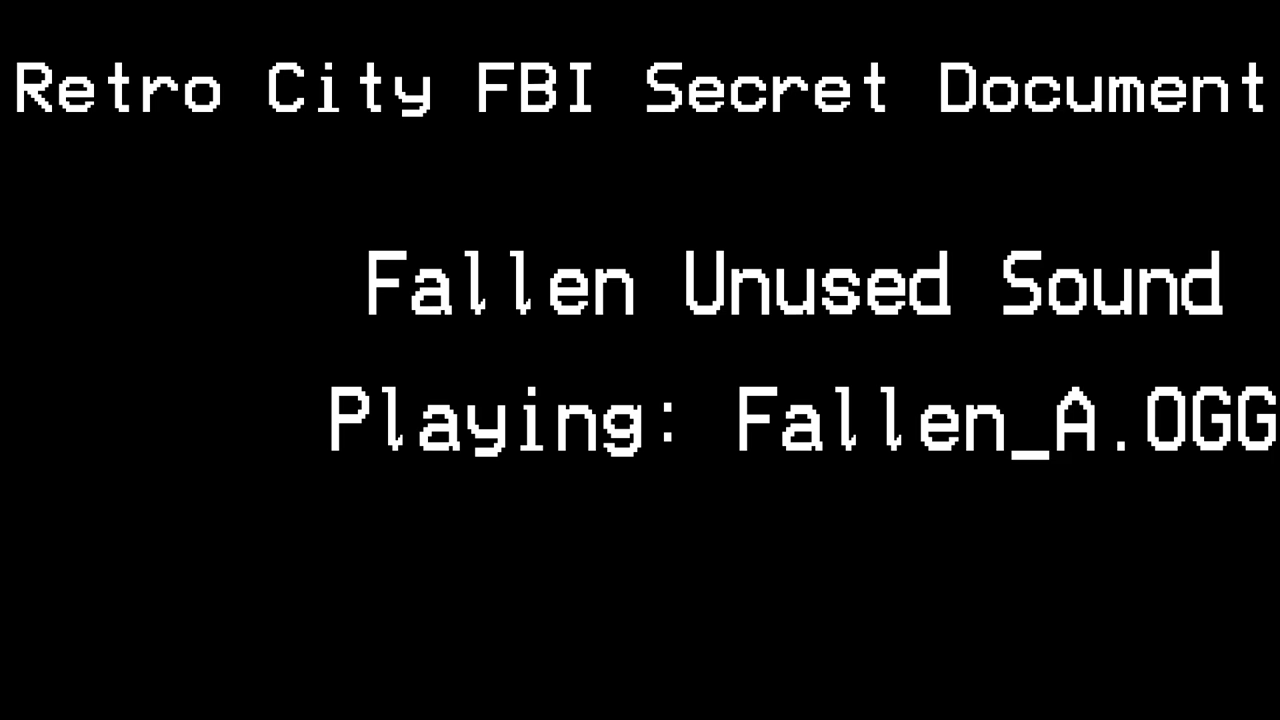 Retro City FBI Secret Document
Fallen Unused Sound
Playing: Fallen_A.OGG